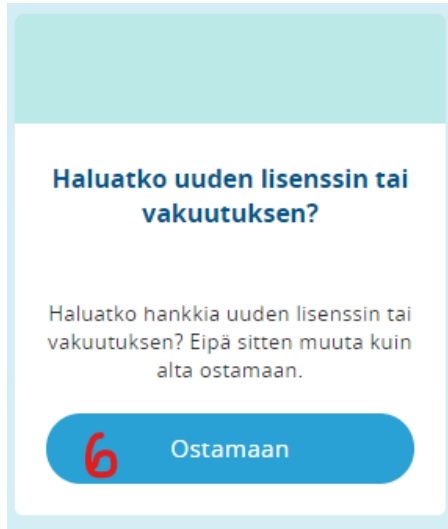 Haluatko uuden lisenssin tai
vakuutuksen?
Haluatko hankkia uuden lisenssin tai
vakuutuksen? Eipä sitten muuta kuin
alta ostamaan.
6 Ostamaan